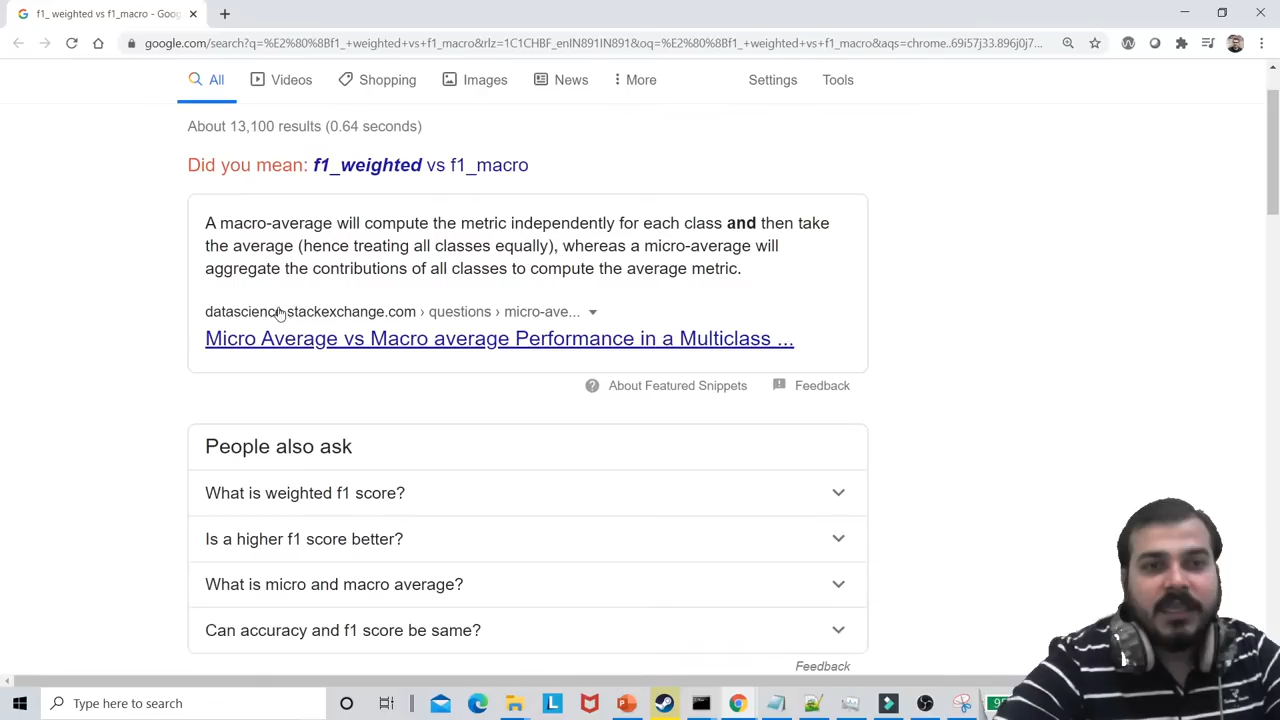 f1_ weighted vs f1_macro - Goog
google.com/search?q=%E2%80%8Bf1_+weighted+vs+f1_macro&rlz=1C1CHBF_enIN891IN891&oq=%E2%80%8Bf1_+weighted+vs+f1_macro&aqs=chrome..69i57j33.896j0j7...
All Videos Shopping Images News More Settings Tools
About 13,100 results (0.64 seconds)
Did you mean: f1_weighted vs f1_macro
A macro-average will compute the metric independently for each class and then take
the average (hence treating all classes equally), whereas a micro-average will
aggregate the contributions of all classes to compute the average metric.
datascience.stackexchange.com › questions › micro-ave...
Micro Average vs Macro average Performance in a Multiclass ...
About Featured Snippets Feedback
People also ask
What is weighted f1 score?
Is a higher f1 score better?
What is micro and macro average?
Can accuracy and f1 score be same?
Feedback
Type here to search